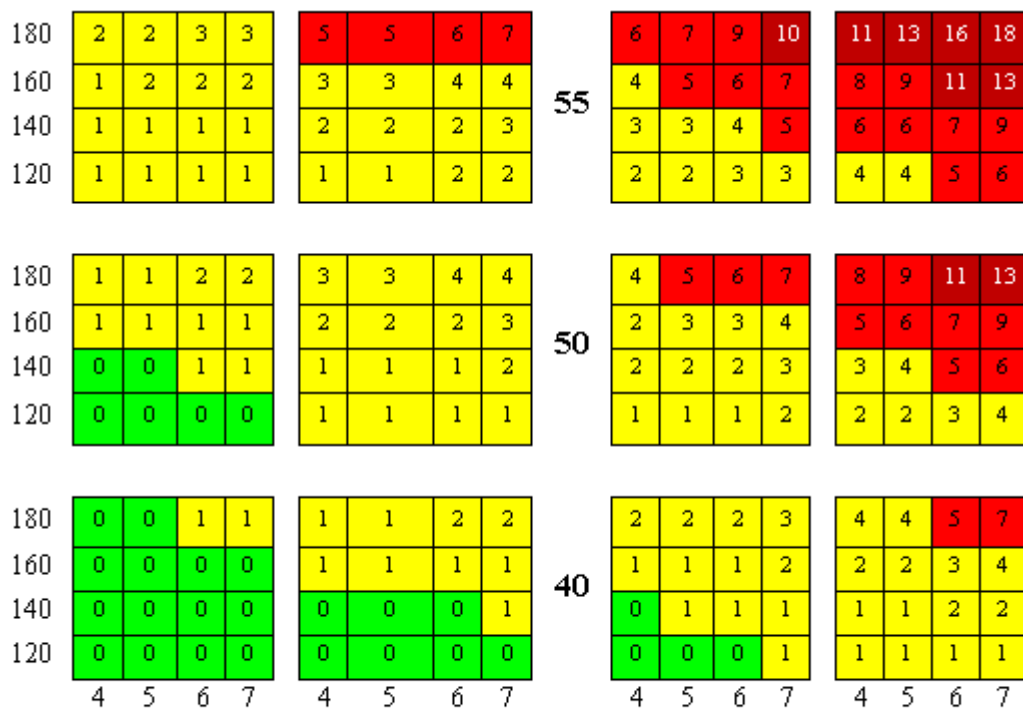 180 2 2 3 3 5 5 6 7 6 7 9 10 11 13 16 18
160 1 2 2 2 3 3 4 4 4 5 6 7 8 9 11 13
55
140 1 1 1 1 2 2 2 3 3 3 4 5 6 6 7 9
120 1 1 1 1 1 1 2 2 2 2 3 3 4 4 5 6
180 1 1 2 2 3 3 4 4 4 5 6 7 8 9 11 13
160 1 1 1 1 2 2 2 3 2 3 3 4 5 6 7 9
50
140 0 0 1 1 1 1 1 2 2 2 2 3 3 4 5 6
120 0 0 0 0 1 1 1 1 1 1 1 2 2 2 3 4
180 0 0 1 1 1 1 2 2 2 2 2 3 4 4 5 7
160 0 0 0 0 1 1 1 1 1 1 1 2 2 2 3 4
40
140 0 0 0 0 0 0 0 1 0 1 1 1 1 1 2 2
120 0 0 0 0 0 0 0 0 0 0 0 1 1 1 1 1
4 5 6 7 4 5 6 7 4 5 6 7 4 5 6 7